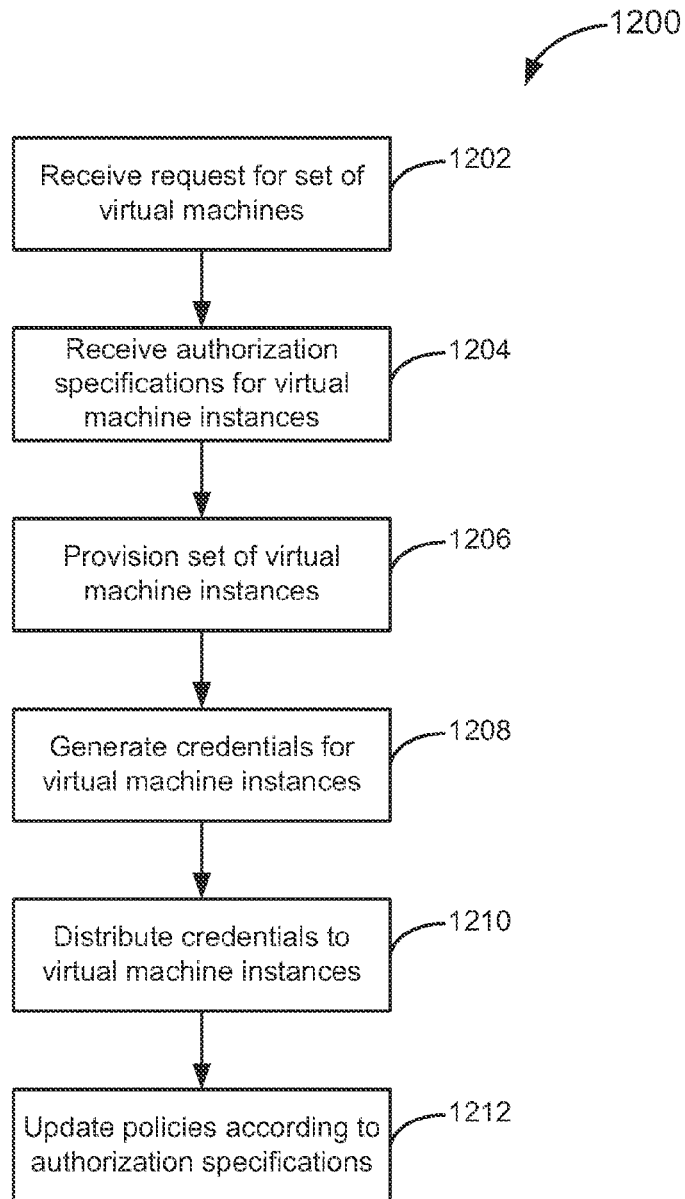 1200
Receive request for set of
virtual machines
1202
Receive authorization
specifications for virtual
machine instances
1204
Provision set of virtual
machine instances
1206
Generate credentials for
virtual machine instances
1208
Distribute credentials to
virtual machine instances
1210
Update policies according to
authorization specifications
1212